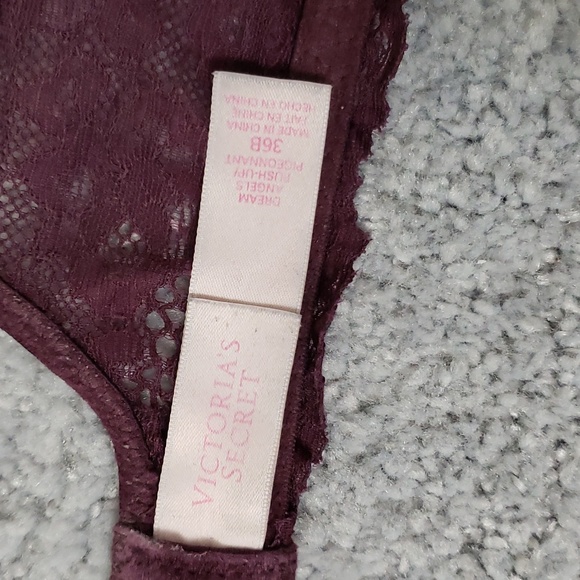 VICTORIA'S
SECRET
DREAM
ANGELS
PUSH-UP/
PIGEONNANT
36B
MADE IN CHINA
FAIT EN CHINE
HECHO EN CHINA